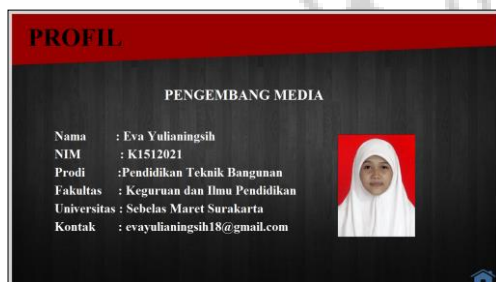 PROFIL
PENGEMBANG MEDIA
Nama : Eva Yulianingsih
NIM : K1512021
Prodi :Pendidikan Teknik Bangunan
Fakultas : Keguruan dan Ilmu Pendidikan
Universitas : Sebelas Maret Surakarta
Kontak : evayulianingsih18@gmail.com